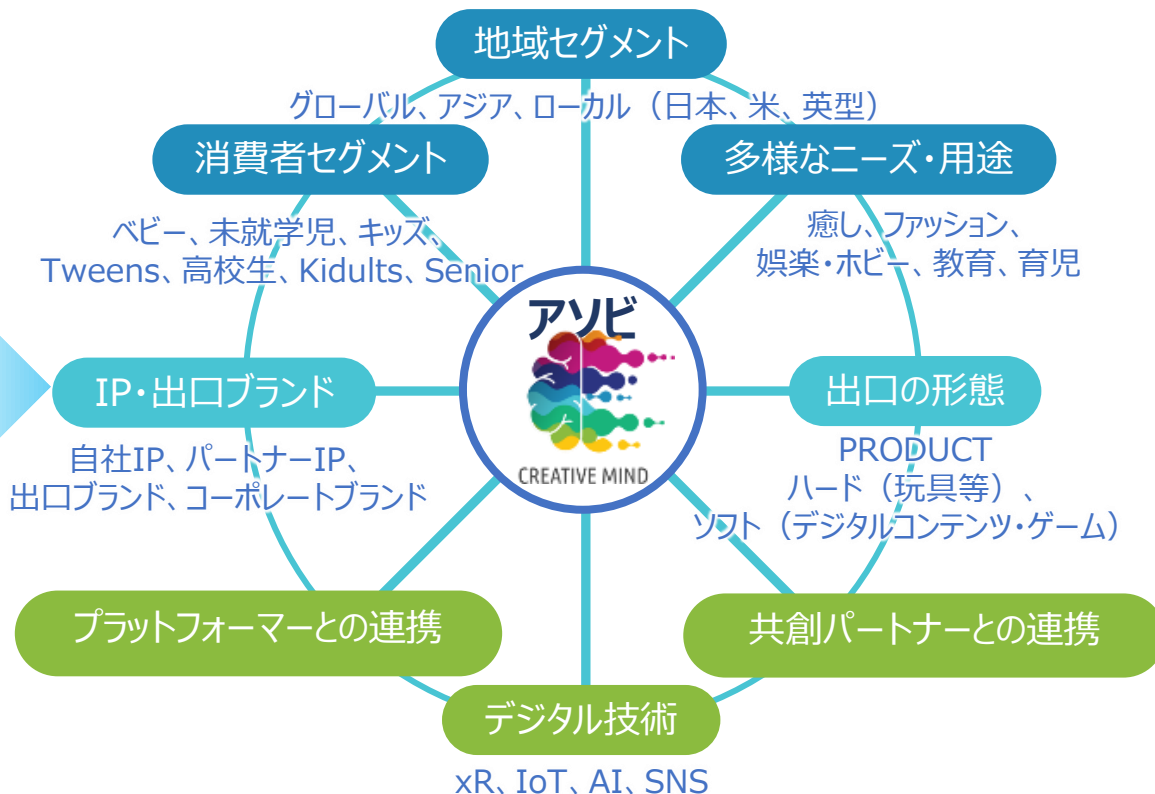 地域セグメント
グローバル、アジア、ローカル（日本、米、英型）
消費者セグメント
ベビー、未就学児、キッズ、
Tweens、高校生、Kidults、Senior
多様なニーズ・用途
癒し、ファッション、
娯楽・ホビー、教育、育児
アソビ
CREATIVE MIND
IP・出口ブランド
自社IP、パートナーIP、
出口ブランド、コーポレートブランド
出口の形態
PRODUCT
ハード（玩具等）、
ソフト（デジタルコンテンツ・ゲーム）
プラットフォーマーとの連携
共創パートナーとの連携
デジタル技術
xR、IoT、AI、SNS